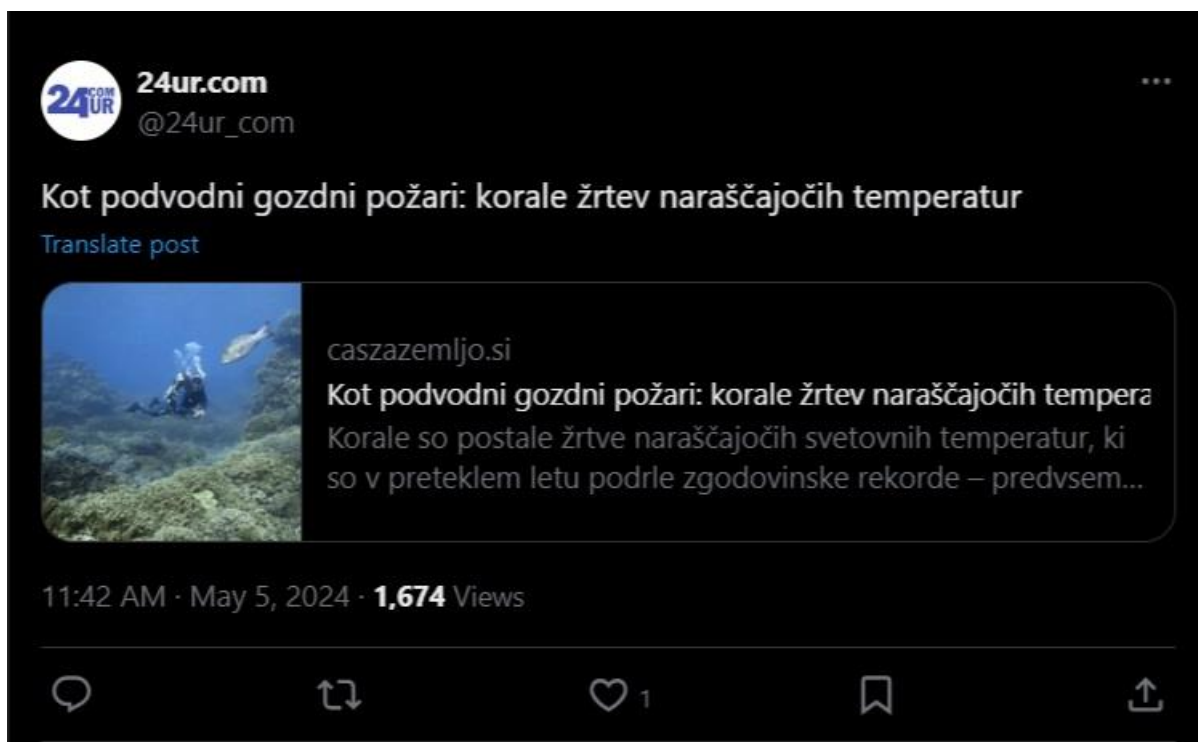 24COM
UR
24ur.com
@24ur_com
Kot podvodni gozdni požari: korale žrtev naraščajočih temperatur
Translate post
caszazemljo.si
Kot podvodni gozdni požari: korale žrtev naraščajočih tempera
Korale so postale žrtve naraščajočih svetovnih temperatur, ki
so v preteklem letu podrle zgodovinske rekorde – predvsem...
11:42 AM · May 5, 2024 · 1,674 Views
1